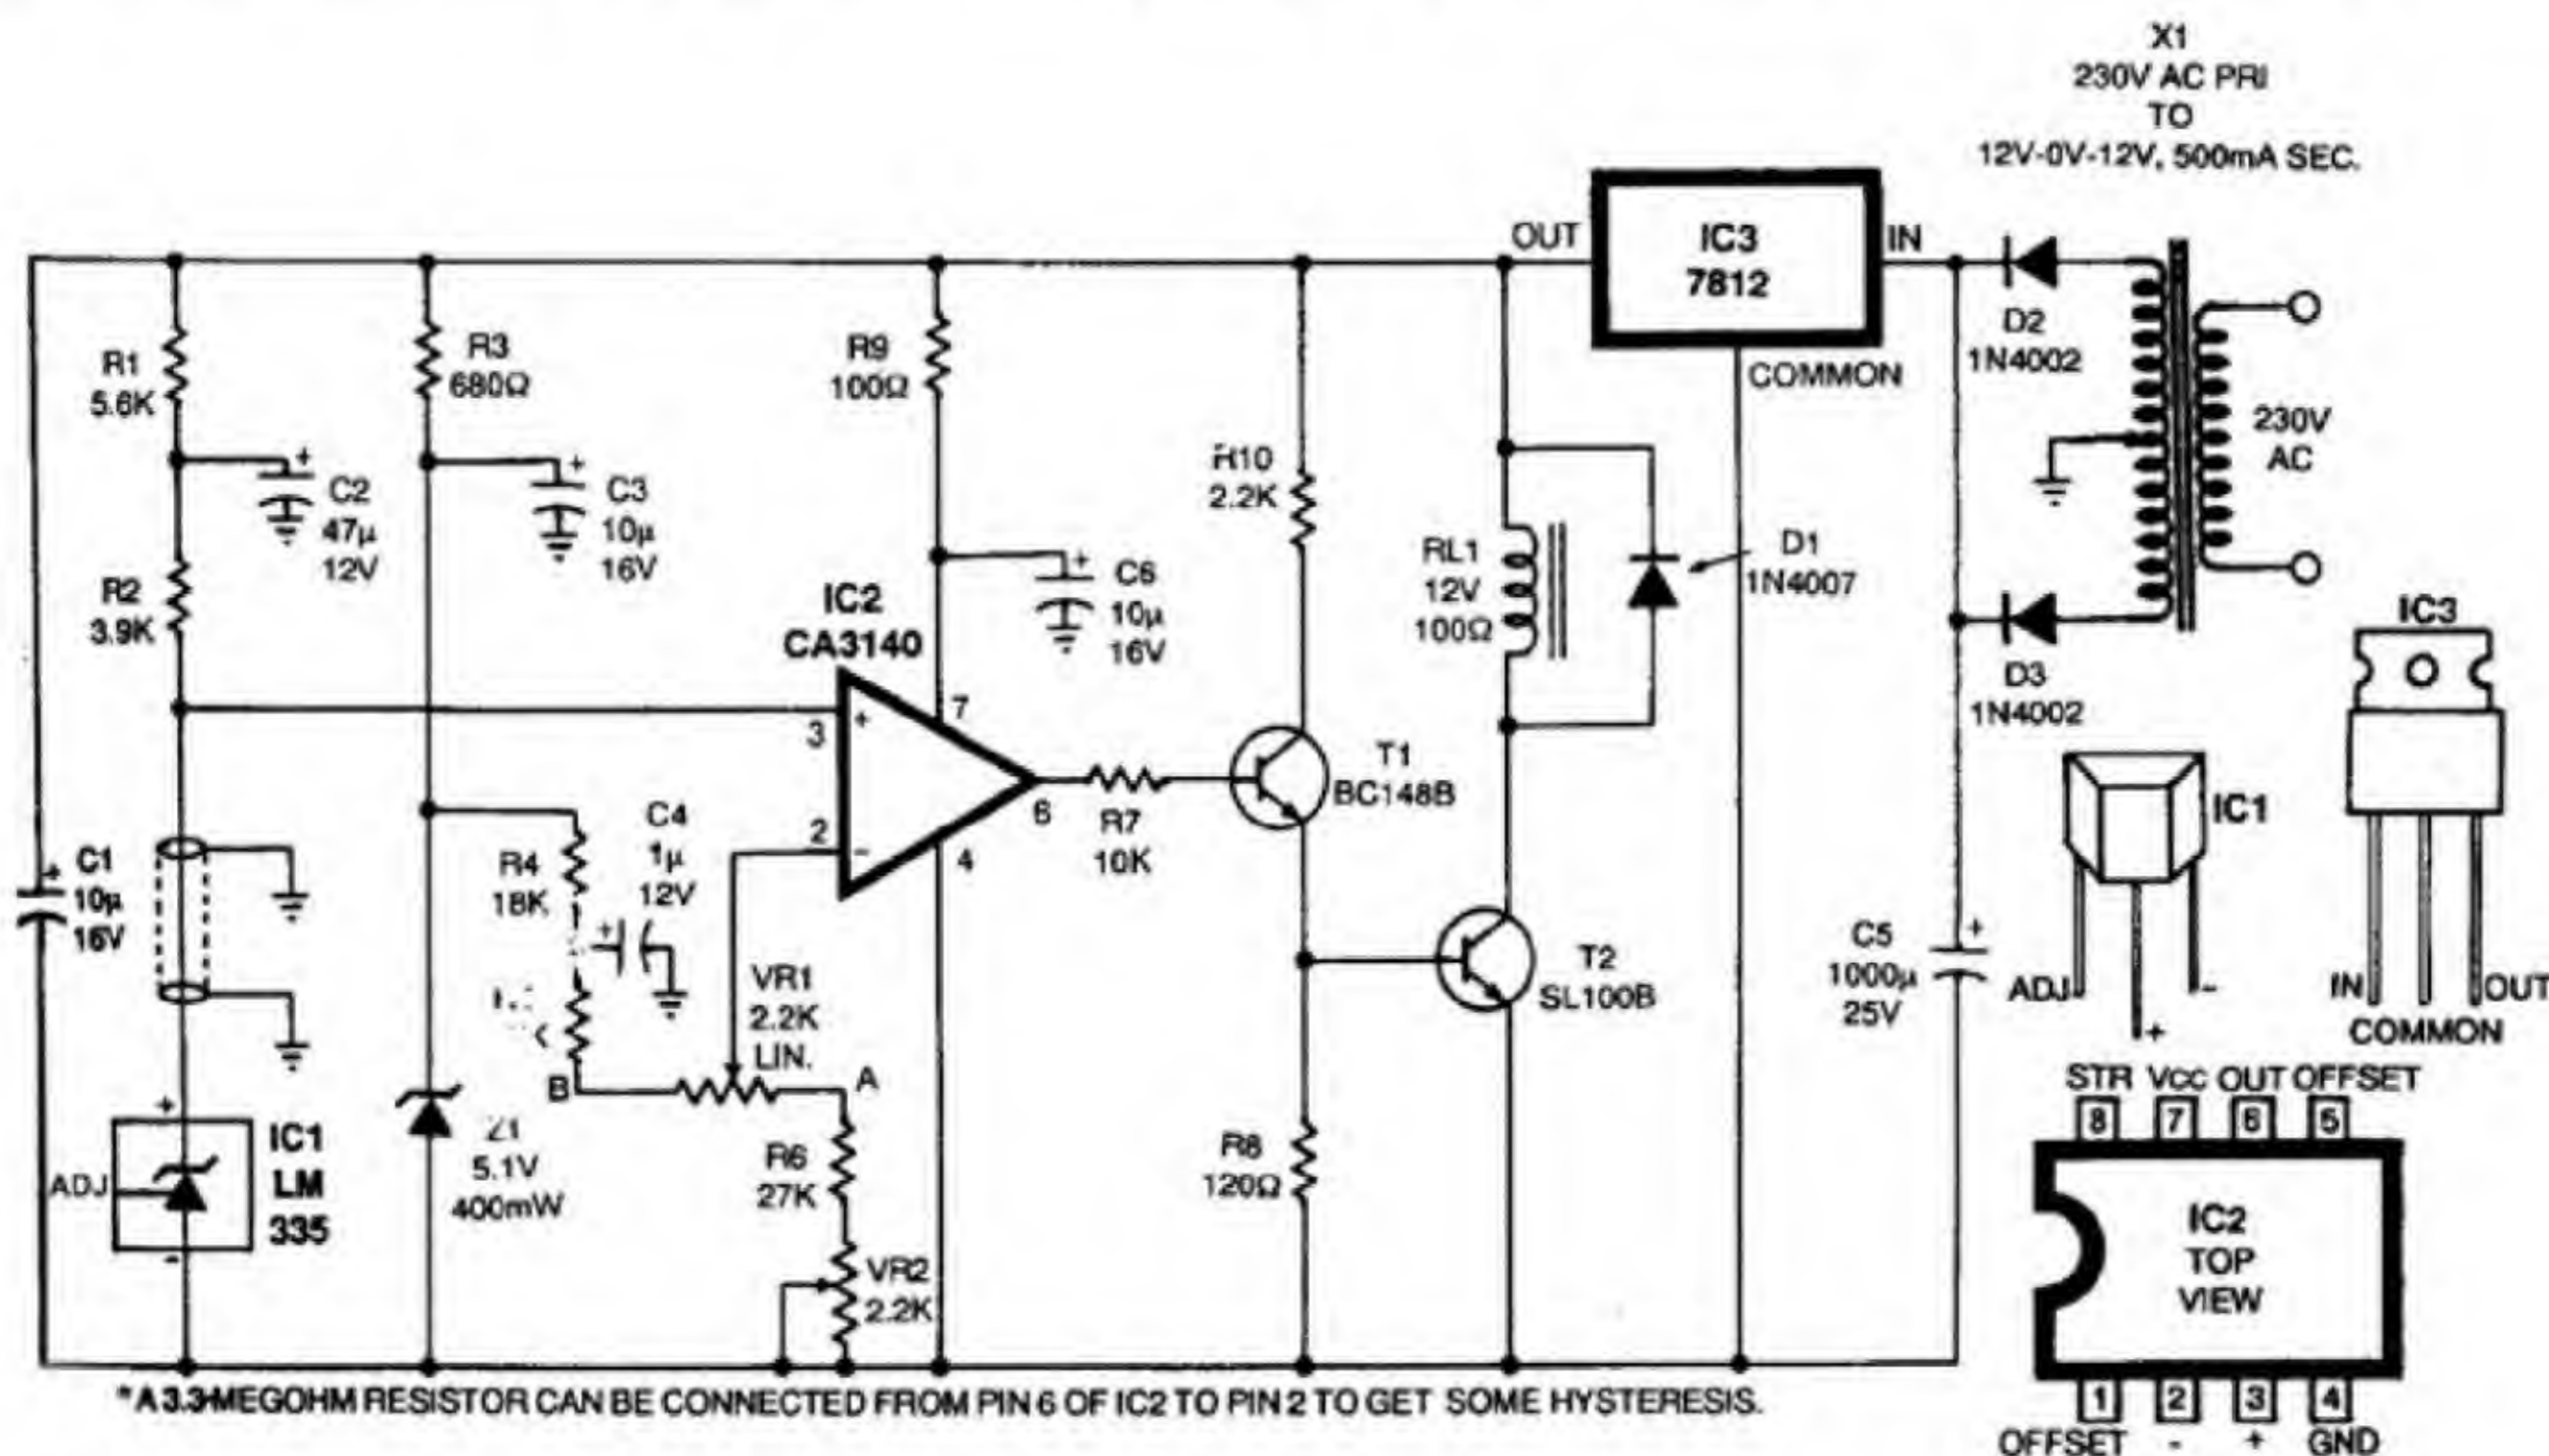 X1
230V AC PRI
TO
12V-0V-12V, 500mA SEC.
OUT
IC3
7812
IN
COMMON
D2
1N4002
230V
AC
D3
1N4002
R1
5.6K
R3
680Ω
R9
100Ω
R10
2.2K
C2
47µ
12V
C3
10µ
16V
C6
10µ
16V
R2
3.9K
IC2
CA3140
RL1
12V
100Ω
D1
1N4007
+
+
+
3
+
7
2
-
4
6
R7
10K
T1
BC148B
C1
10µ
16V
+
R4
18K
C4
1µ
12V
+
VR1
2.2K
LIN.
B
A
T2
SL100B
C5
1000µ
25V
+
+
IC1
LM
335
ADJ
-
5.1V
400mW
R6
27K
VR2
2.2K
R8
120Ω
IC3
IN
OUT
COMMON
IC1
ADJ
-
+
STR VCC OUT OFFSET
8 7 6 5
IC2
TOP
VIEW
1 2 3 4
OFFSET - + GND
*A 3.3-MEGOHM RESISTOR CAN BE CONNECTED FROM PIN 6 OF IC2 TO PIN 2 TO GET SOME HYSTERESIS.